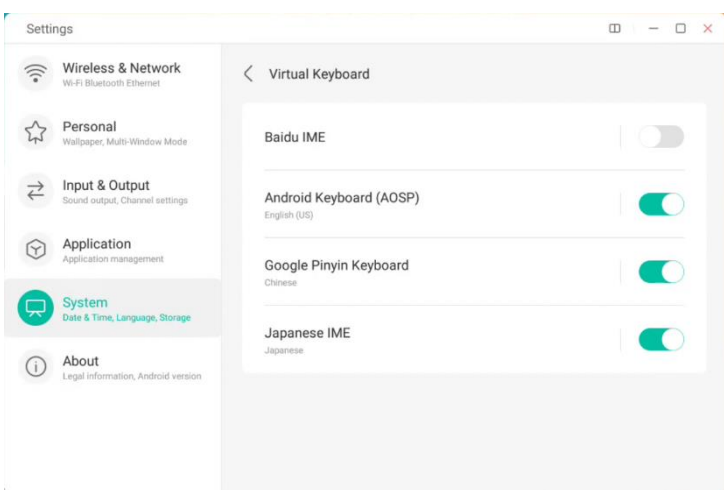 Settings
Wireless & Network
Wi-Fi Bluetooth Ethernet
Personal
Wallpaper, Multi-Window Mode
Input & Output
Sound output, Channel settings
Application
Application management
System
Date & Time, Language, Storage
About
Legal information, Android version
Virtual Keyboard
Baidu IME
Android Keyboard (AOSP)
English (US)
Google Pinyin Keyboard
Chinese
Japanese IME
Japanese